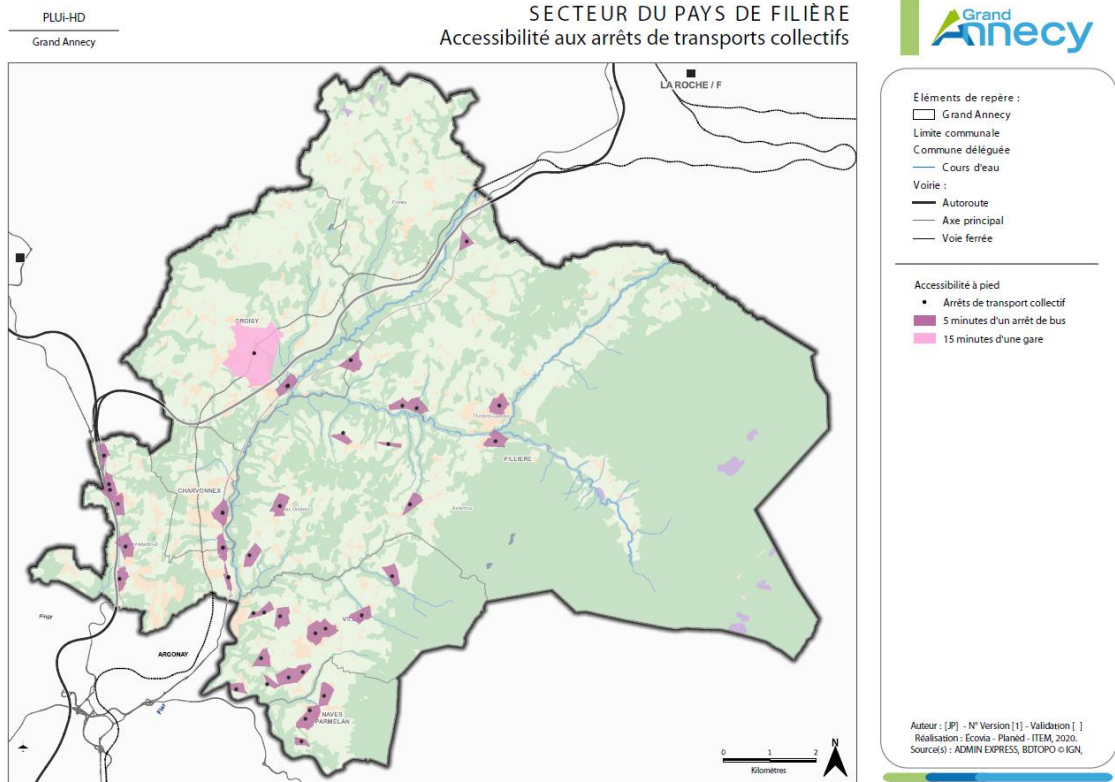 PLUi-HD
Grand Annecy
SECTEUR DU PAYS DE FILIÈRE
Accessibilité aux arrêts de transports collectifs
Grand
Annecy
LA ROCHE / F
GROISY
CHARVONNEX
FILLIÈRE
ARGONAY
Pringy
Fier
NAVES
PARMELAN
0 1 2
Kilomètres
N
Éléments de repère :
Grand Annecy
Limite communale
Commune déléguée
Cours d'eau
Voirie :
Autoroute
Axe principal
Voie ferrée
Accessibilité à pied
Arrêts de transport collectif
5 minutes d'un arrêt de bus
15 minutes d'une gare
Auteur : [JP] - N° Version [1] - Validation [ ]
Réalisation : Écovia - Planèd - ITEM, 2020.
Source(s) : ADMIN EXPRESS, BDTOPO © IGN,